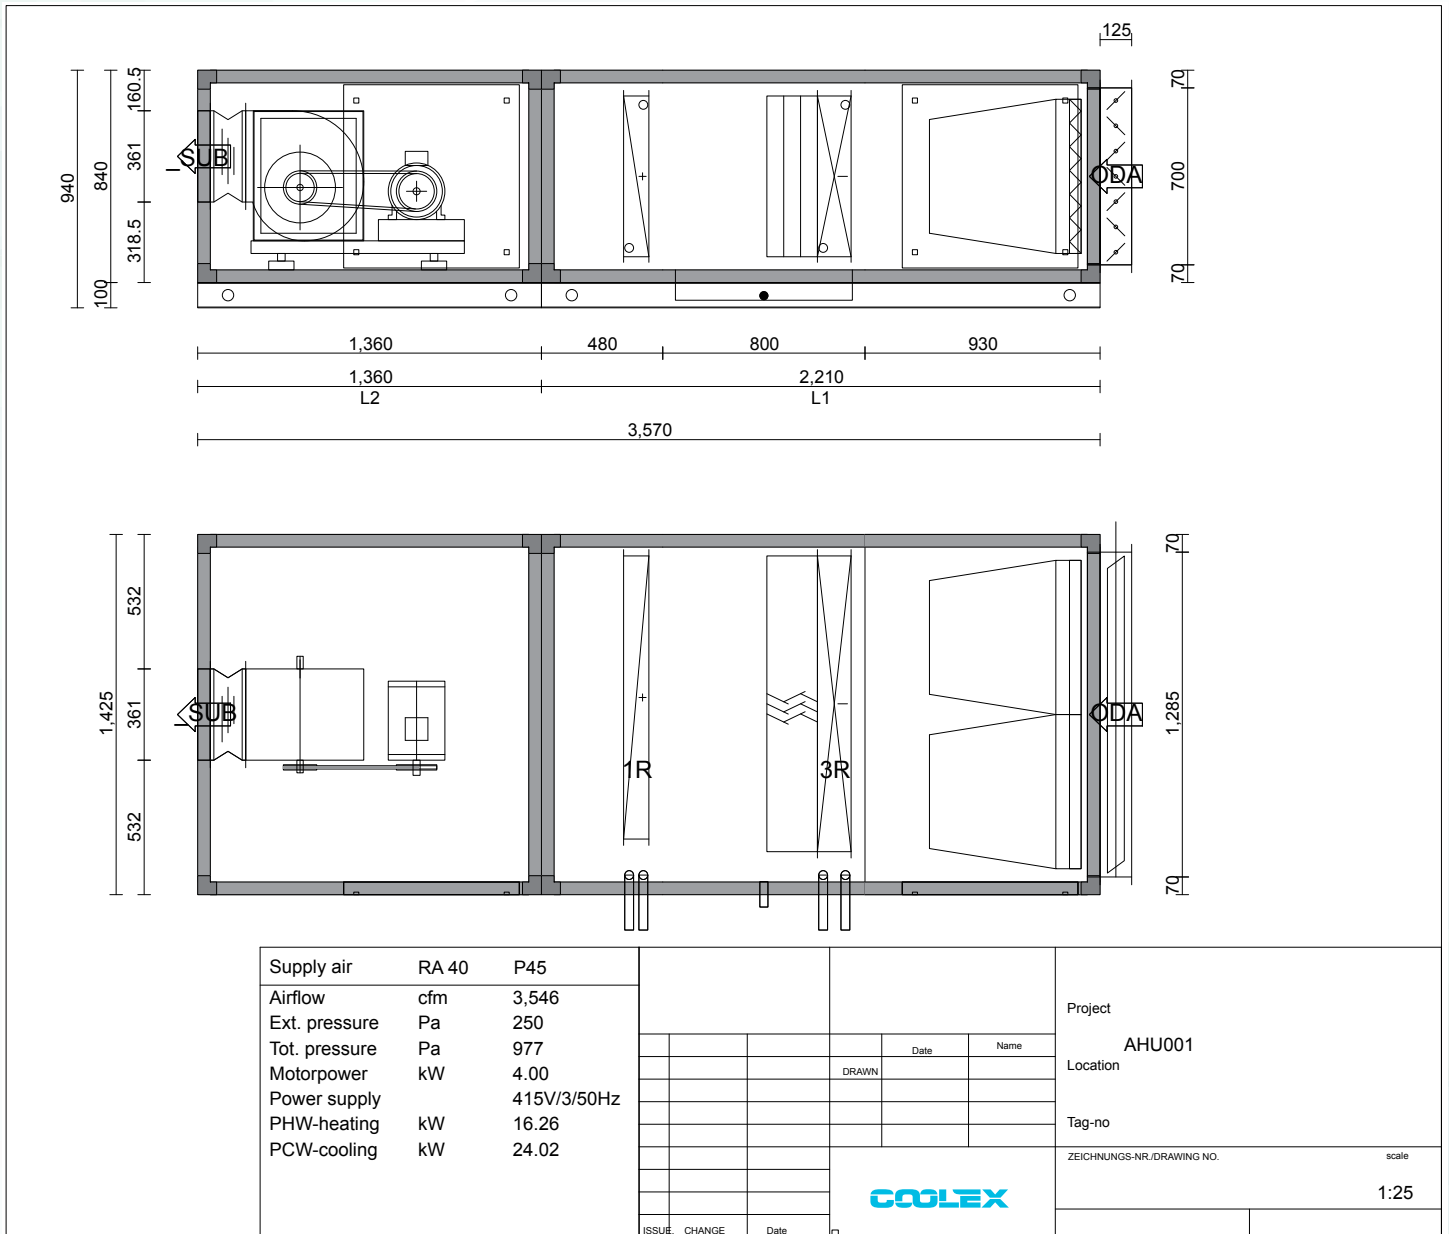 125
160.5
361
318.5
840
940
100
SUB
ODA
70
700
70
1,360
480
800
930
1,360
2,210
L2
L1
3,570
532
361
532
1,425
SUB
1R
3R
ODA
70
1,285
70
Supply air RA 40 P45
Airflow cfm 3,546
Ext. pressure Pa 250
Tot. pressure Pa 977
Motorpower kW 4.00
Power supply 415V/3/50Hz
PHW-heating kW 16.26
PCW-cooling kW 24.02
ISSUE CHANGE Date
Date Name
DRAWN
COOLEX
Project
AHU001
Location
Tag-no
ZEICHNUNGS-NR./DRAWING NO.
scale
1:25